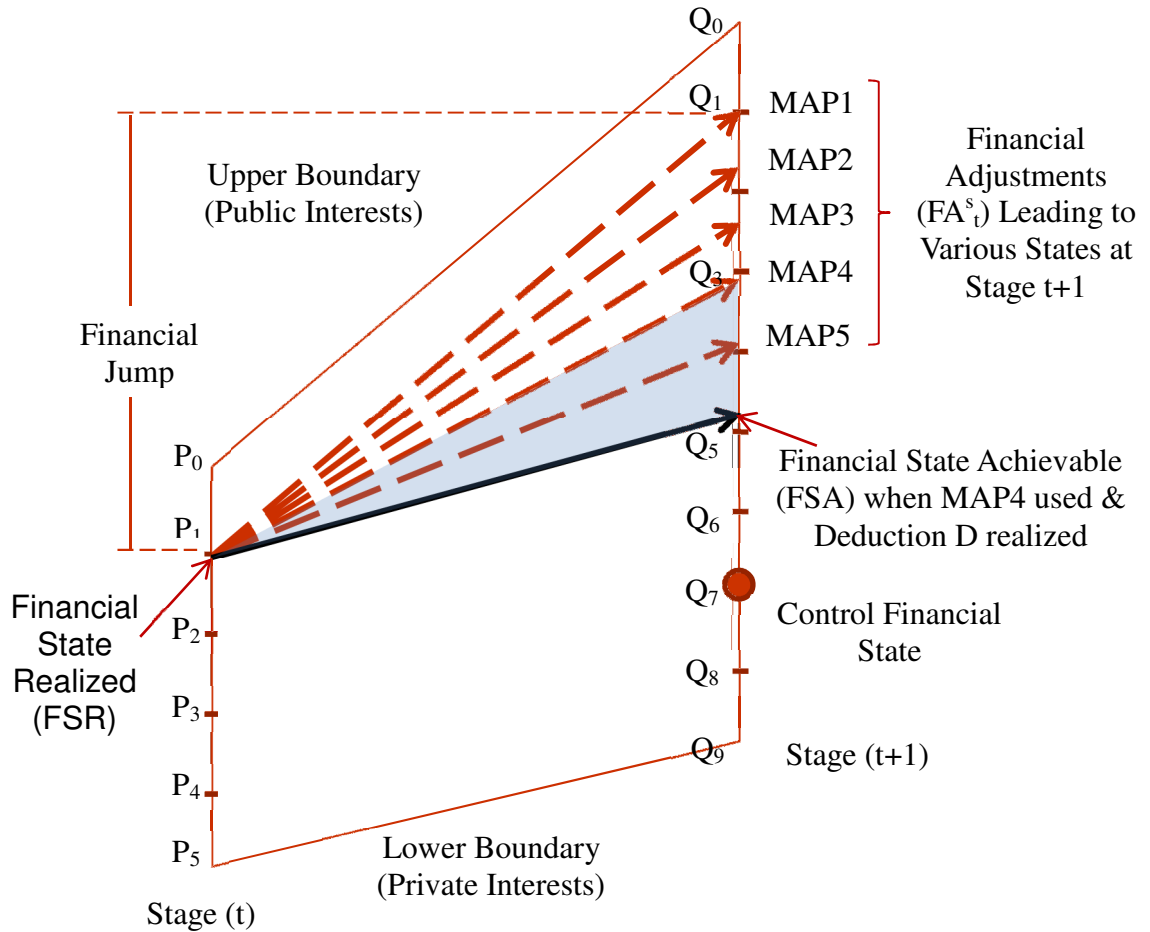 Q0
Q1
MAP1
MAP2
MAP3
Q3
MAP4
MAP5
Financial
Adjustments
(FA^s_t) Leading to
Various States at
Stage t+1
Upper Boundary
(Public Interests)
Financial
Jump
P0
P1
Q5
Financial State Achievable
(FSA) when MAP4 used &
Deduction D realized
Q6
Q7
Control Financial
State
Financial
State
Realized
(FSR)
P2
P3
P4
P5
Q8
Q9
Stage (t+1)
Lower Boundary
(Private Interests)
Stage (t)